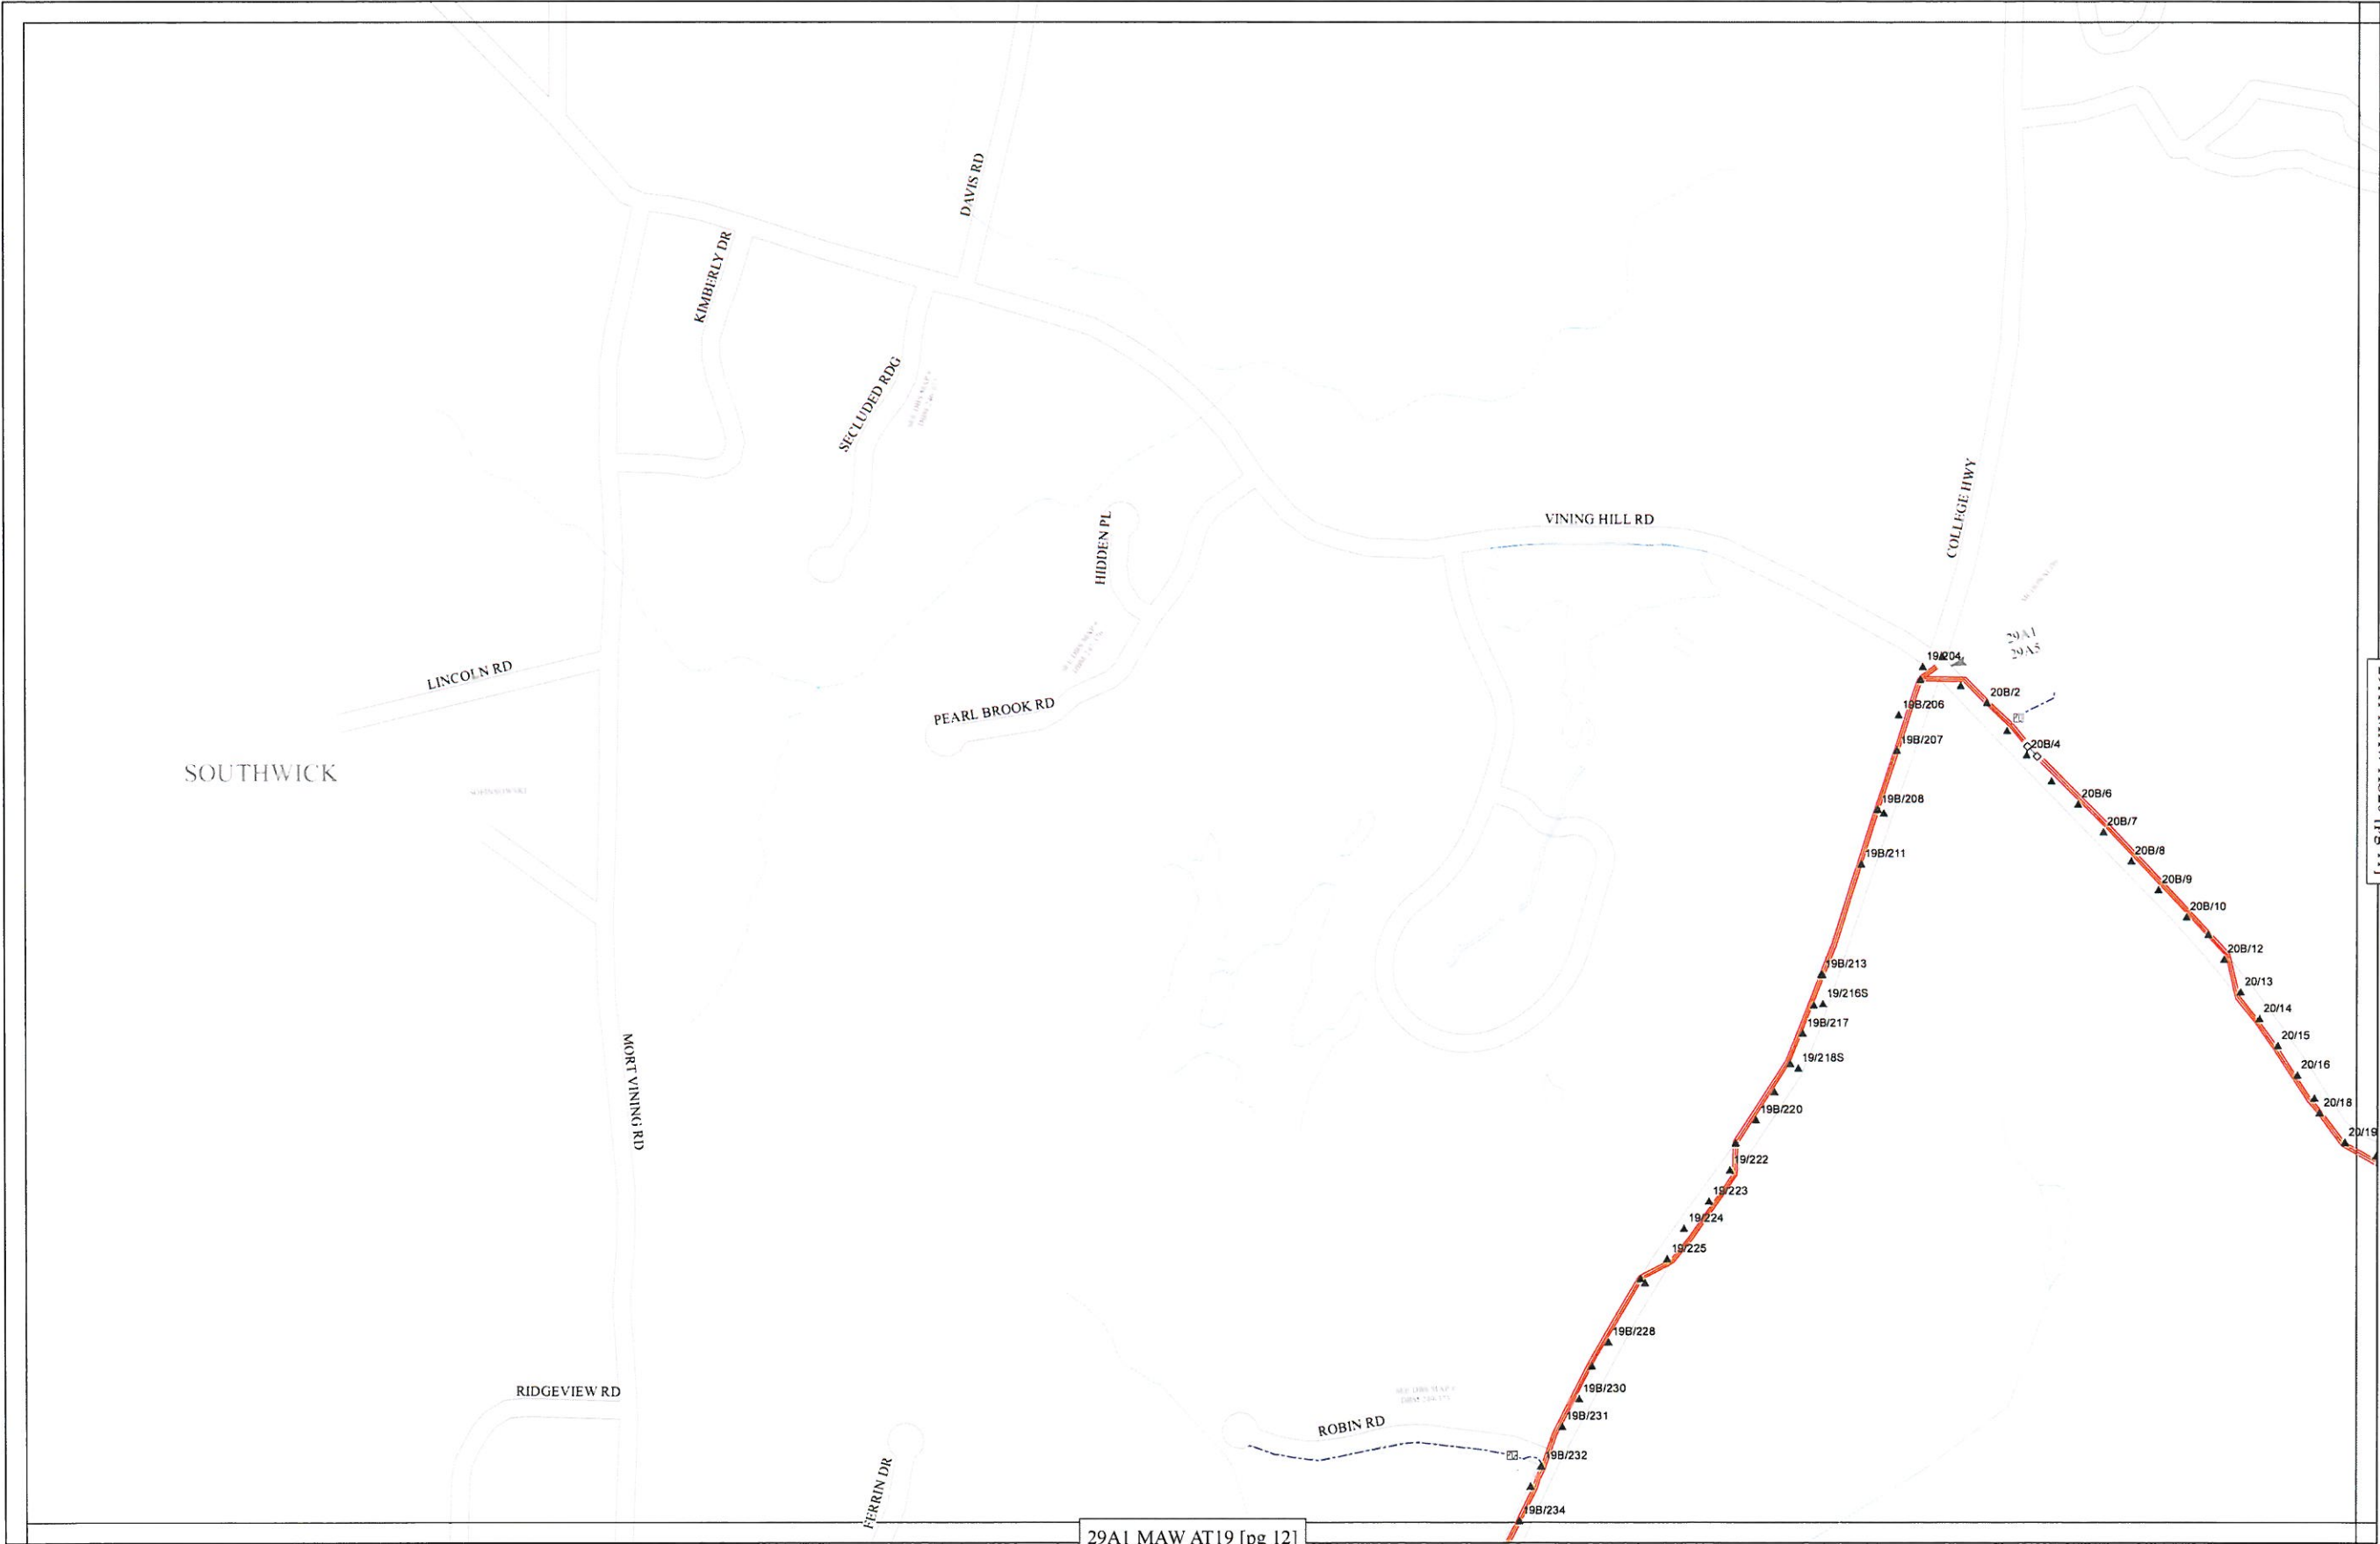 DAVIS RD
KIMBERLY DR
SECLUDED RDG
HIDDEN PL
VINING HILL RD
COLLEGE HWY
29A1
29A5
LINCOLN RD
PEARL BROOK RD
SOUTHWICK
19/204
20B/2
19B/206
19B/207
20B/4
19B/208
20B/6
20B/7
19B/211
20B/8
20B/9
20B/10
20B/12
19B/213
20/13
19/216S
20/14
19B/217
20/15
19/218S
20/16
19B/220
20/18
20/19
19/222
19/223
19/224
19/225
MORT VINING RD
19B/228
RIDGEVIEW RD
19B/230
ROBIN RD
19B/231
19B/232
FERRIN DR
19B/234
29A1 MAW AT19 [pg 12]